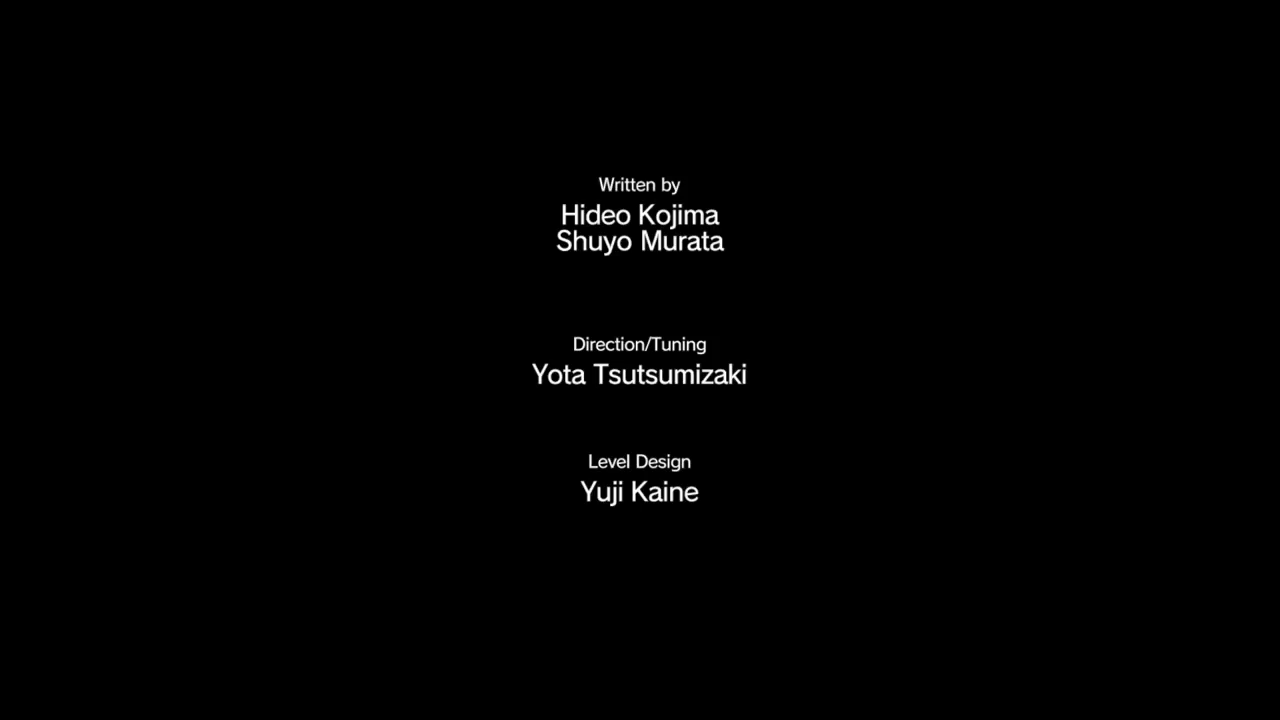 Written by
Hideo Kojima
Shuyo Murata
Direction/Tuning
Yota Tsutsumizaki
Level Design
Yuji Kaine